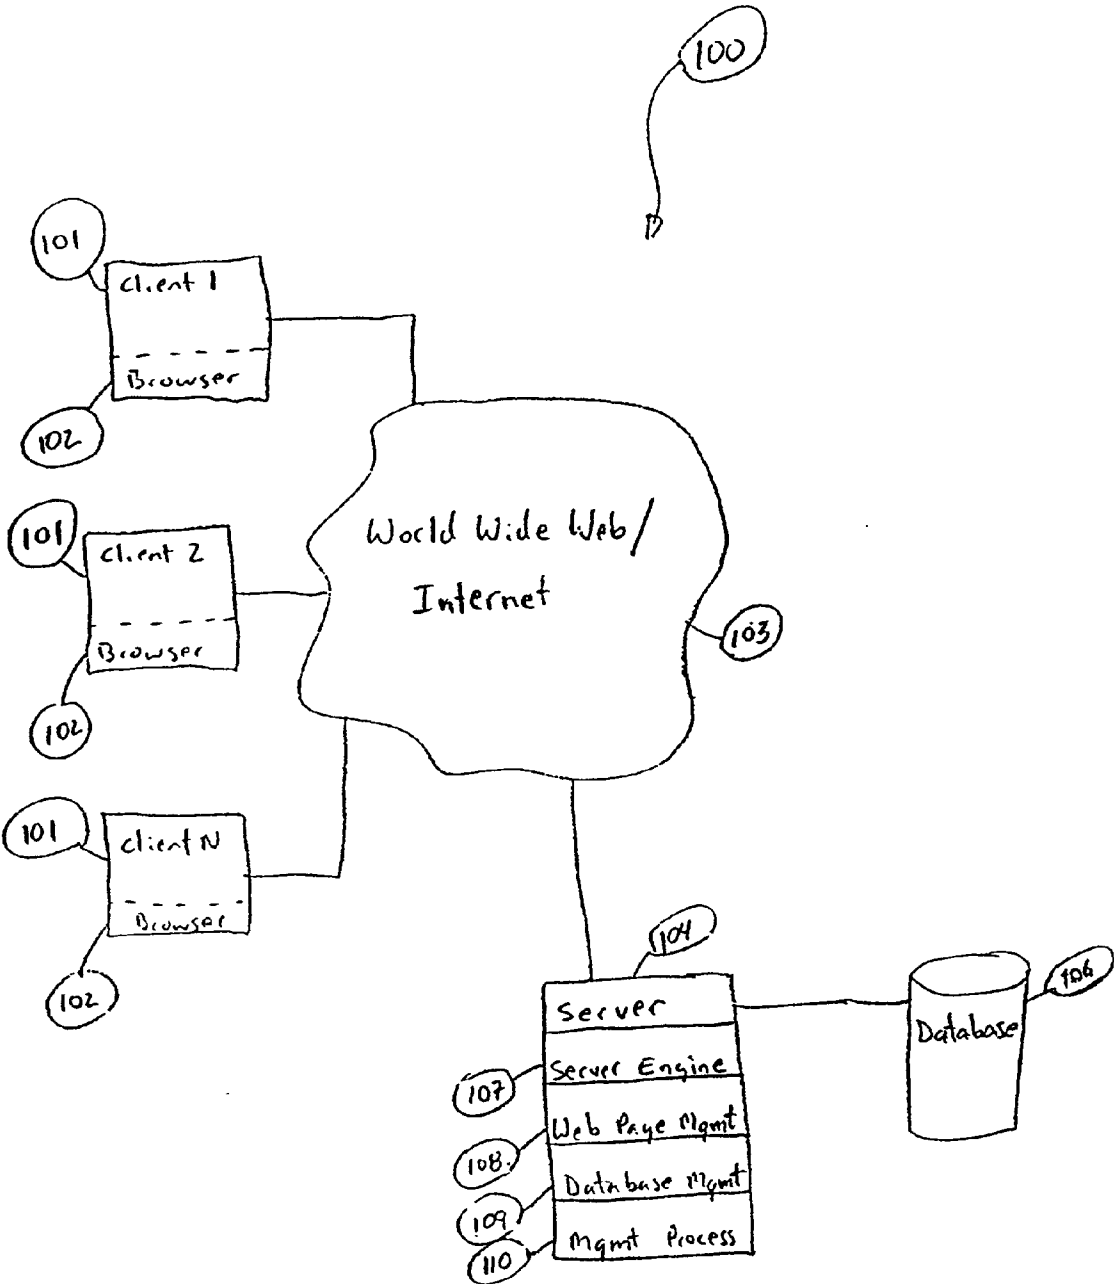 100
101
Client 1
Browser
102
101
Client 2
Browser
102
World Wide Web/
Internet
103
101
Client N
Browser
102
104
Server
Server Engine
107
Web Page Mgmt
108
Database Mgmt
109
Mgmt Process
110
Database
106